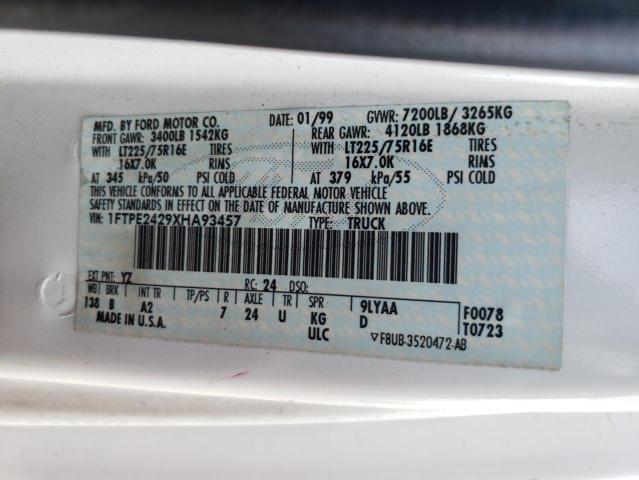 MFD. BY FORD MOTOR CO. DATE: 01/99 GVWR: 7200LB/ 3265KG
FRONT GAWR: 3400LB 1542KG REAR GAWR: 4120LB 1868KG
WITH LT225/75R16E TIRES WITH LT225/75R16E TIRES
16X7.0K RIMS 16X7.0K RIMS
AT 345 kPa/50 PSI COLD AT 379 kPa/55 PSI COLD
THIS VEHICLE CONFORMS TO ALL APPLICABLE FEDERAL MOTOR VEHICLE
SAFETY STANDARDS IN EFFECT ON THE DATE OF MANUFACTURE SHOWN ABOVE.
VIN: 1FTPE2429XHA93457 TYPE: TRUCK
EXT PNT: YZ RC: 24 DSO:
WB BRK INT TR TP/PS R AXLE TR SPR 9LYAA F0078
138 B A2 7 24 U KG D T0723
MADE IN U.S.A. ULC ▽F8UB-3520472-AB